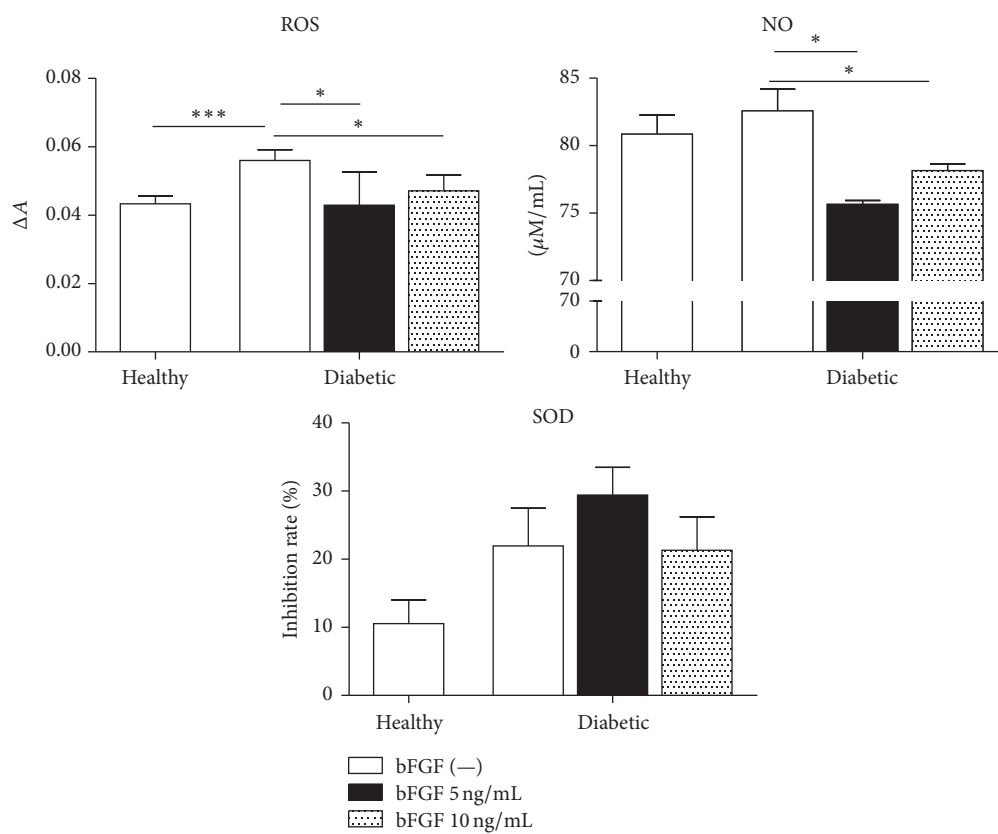 ROS
0.08
0.06
0.04
0.02
0.00
ΔA
***
*
*
Healthy
Diabetic
NO
85
80
75
70
70
0
(μM/mL)
*
*
Healthy
Diabetic
SOD
40
30
20
10
0
Inhibition rate (%)
Healthy
Diabetic
bFGF (—)
bFGF 5 ng/mL
bFGF 10 ng/mL